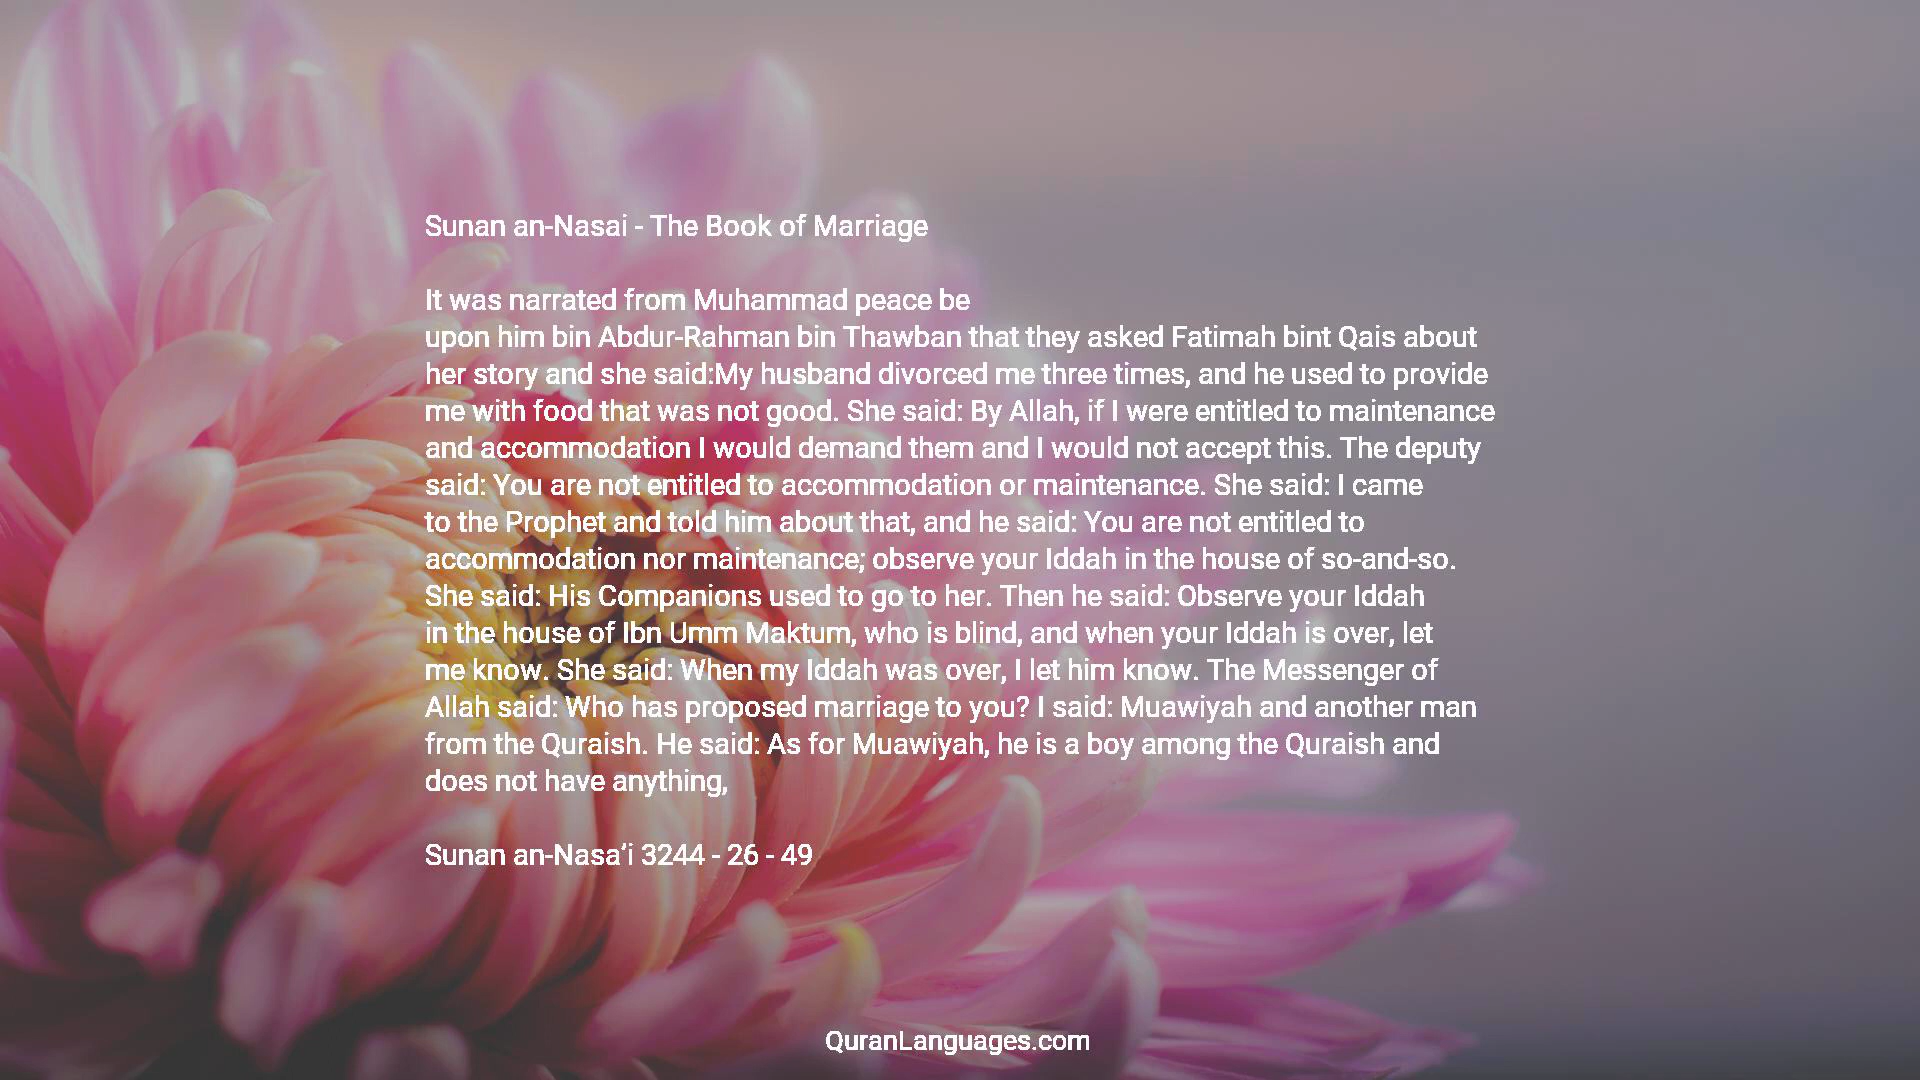 Sunan an-Nasai - The Book of Marriage
It was narrated from Muhammad peace be
upon him bin Abdur-Rahman bin Thawban that they asked Fatimah bint Qais about
her story and she said:My husband divorced me three times, and he used to provide
me with food that was not good. She said: By Allah, if I were entitled to maintenance
and accommodation I would demand them and I would not accept this. The deputy
said: You are not entitled to accommodation or maintenance. She said: I came
to the Prophet and told him about that, and he said: You are not entitled to
accommodation nor maintenance; observe your Iddah in the house of so-and-so.
She said: His Companions used to go to her. Then he said: Observe your Iddah
in the house of Ibn Umm Maktum, who is blind, and when your Iddah is over, let
me know. She said: When my Iddah was over, I let him know. The Messenger of
Allah said: Who has proposed marriage to you? I said: Muawiyah and another man
from the Quraish. He said: As for Muawiyah, he is a boy among the Quraish and
does not have anything,
Sunan an-Nasa’i 3244 - 26 - 49
QuranLanguages.com